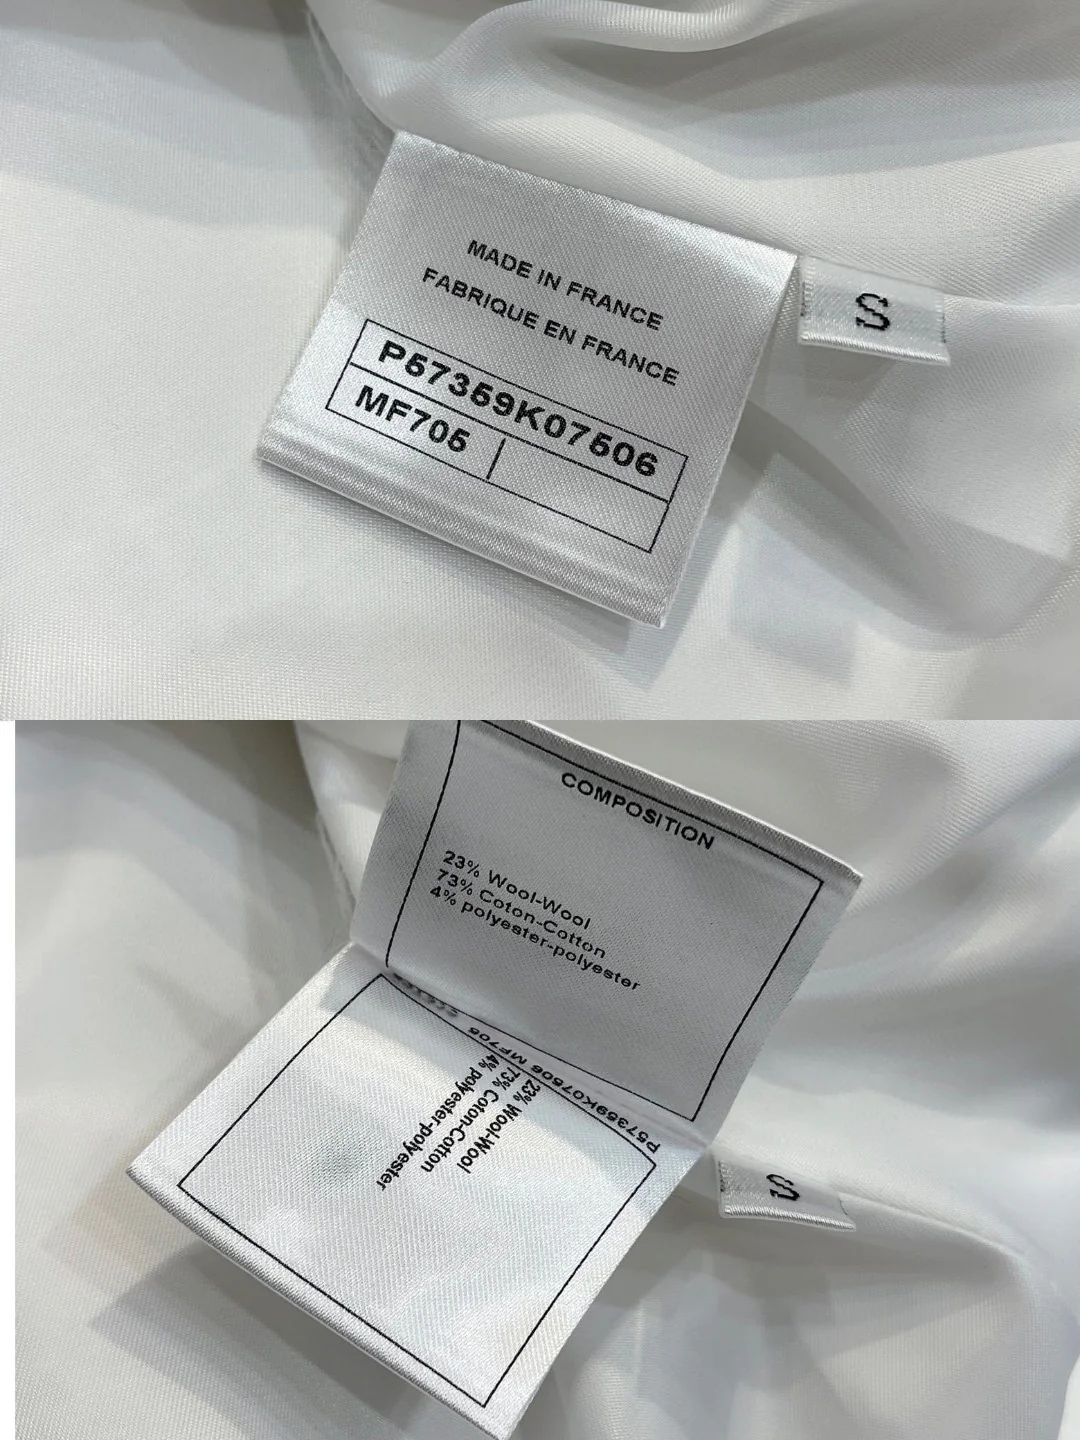 MADE IN FRANCE
FABRIQUE EN FRANCE
P57359K07506
MF705
S
COMPOSITION
23% Wool-Wool
73% Coton-Cotton
4% polyester-polyester
P57359K07506 MF705
23% Wool-Wool
73% Coton-Cotton
4% polyester-polyester
S